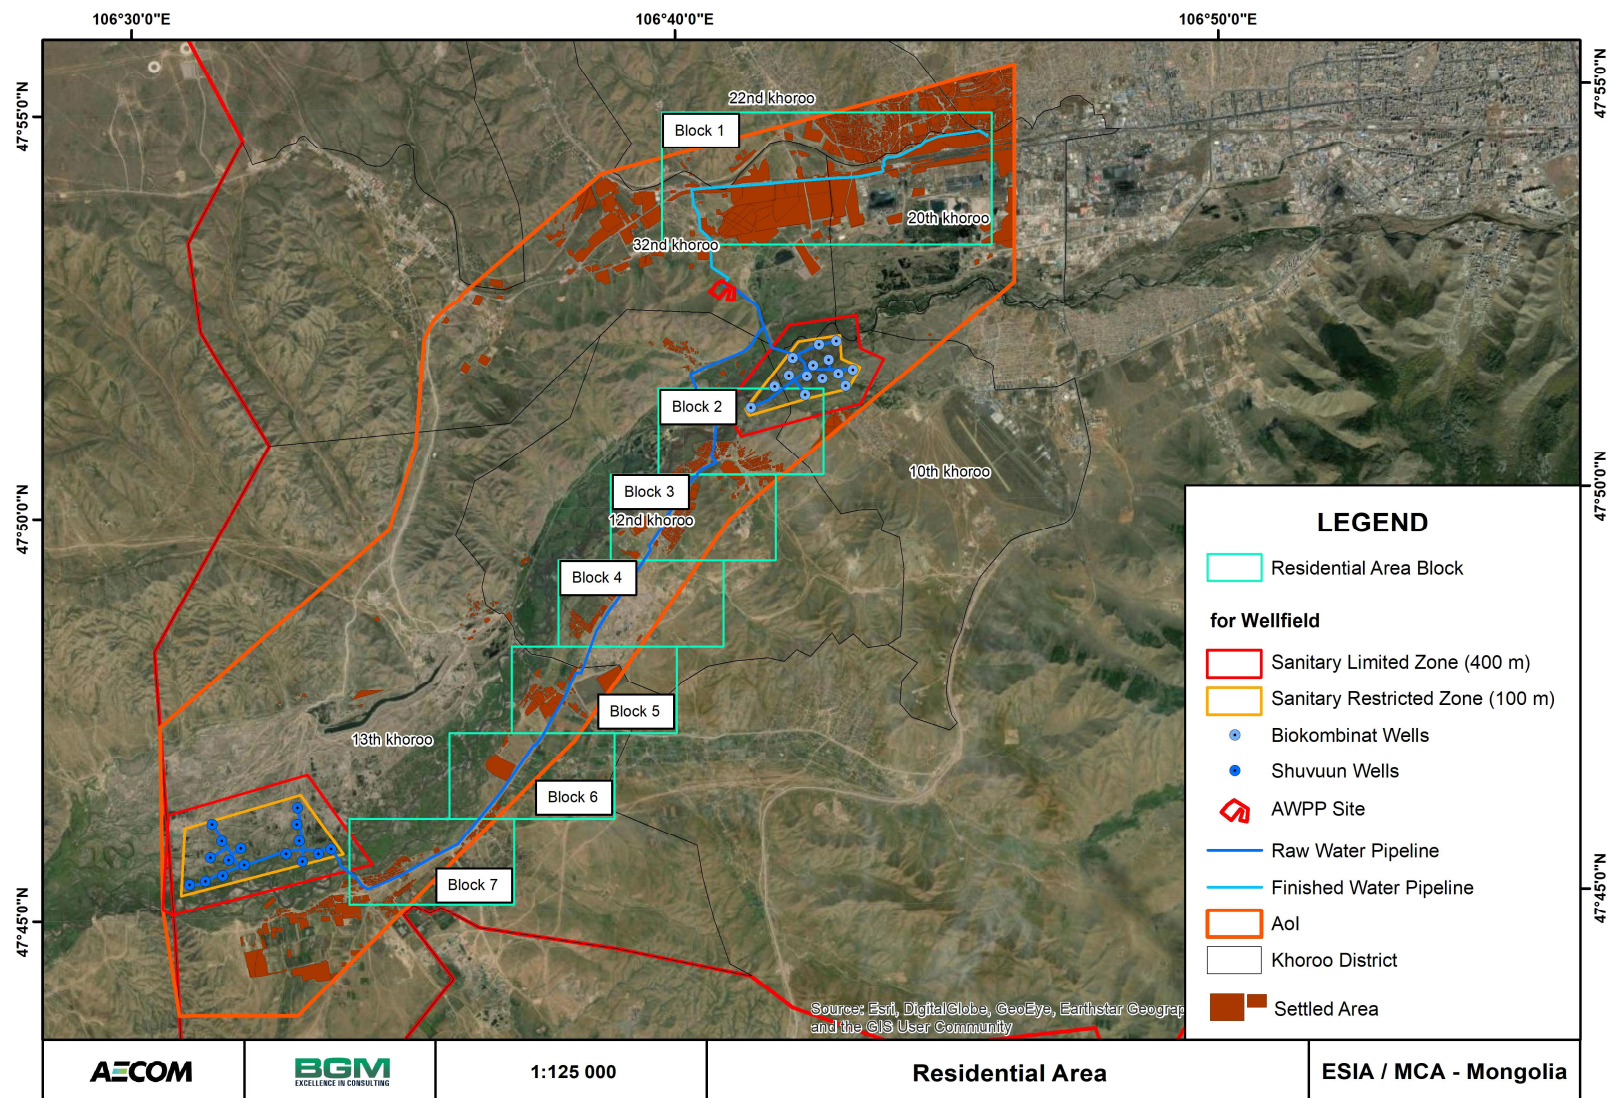 106°30'0"E
106°40'0"E
106°50'0"E
47°55'0"N
47°55'0"N
22nd khoroo
Block 1
20th khoroo
32nd khoroo
Block 2
10th khoroo
Block 3
12nd khoroo
47°50'0"N
47°50'0"N
Block 4
Block 5
13th khoroo
Block 6
Block 7
47°45'0"N
47°45'0"N
LEGEND
Residential Area Block
for Wellfield
Sanitary Limited Zone (400 m)
Sanitary Restricted Zone (100 m)
Biokombinat Wells
Shuvuun Wells
AWPP Site
Raw Water Pipeline
Finished Water Pipeline
AoI
Khoroo District
Settled Area
Source: Esri, DigitalGlobe, GeoEye, Earthstar Geograp
and the GIS User Community
AECOM
BGM
EXCELLENCE IN CONSULTING
1:125 000
Residential Area
ESIA / MCA - Mongolia